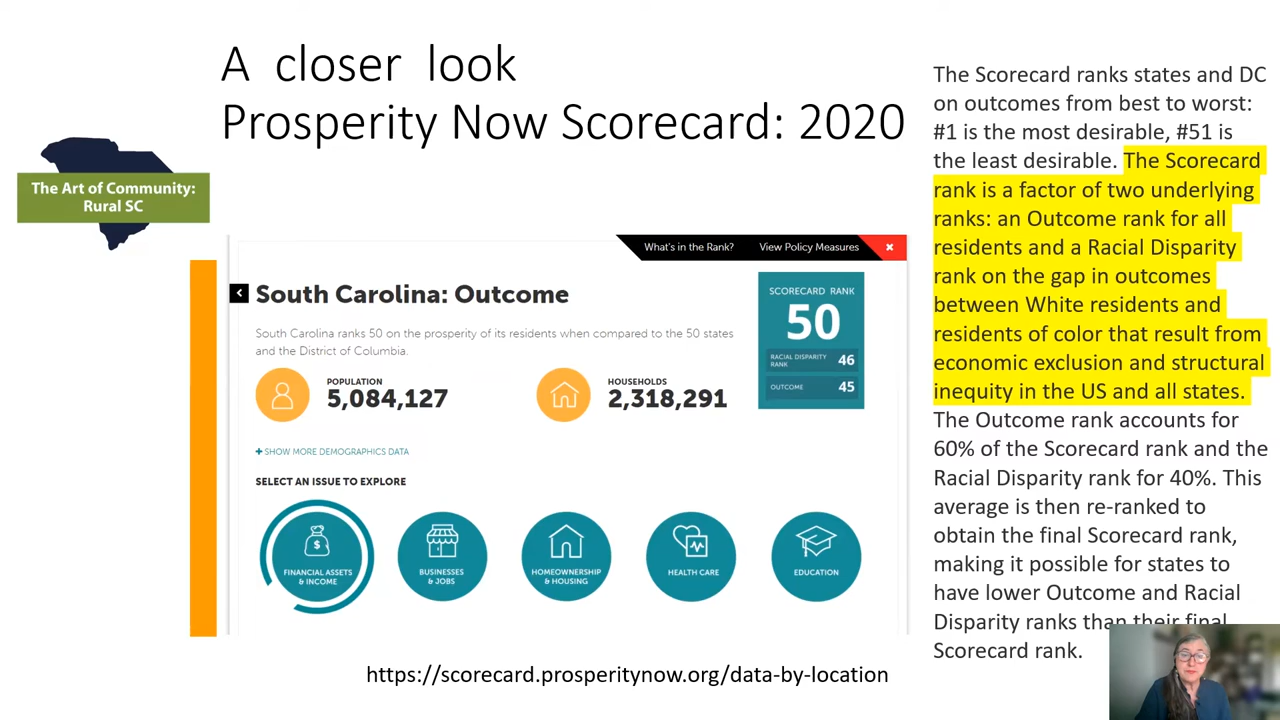 A closer look
Prosperity Now Scorecard: 2020
The Art of Community:
Rural SC
What's in the Rank?
View Policy Measures
South Carolina: Outcome
South Carolina ranks 50 on the prosperity of its residents when compared to the 50 states
and the District of Columbia.
SCORECARD RANK
50
RACIAL DISPARITY
RANK
46
OUTCOME
45
POPULATION
5,084,127
HOUSEHOLDS
2,318,291
+ SHOW MORE DEMOGRAPHICS DATA
SELECT AN ISSUE TO EXPLORE
FINANCIAL ASSETS
& INCOME
BUSINESSES
& JOBS
HOMEOWNERSHIP
& HOUSING
HEALTH CARE
EDUCATION
https://scorecard.prosperitynow.org/data-by-location
The Scorecard ranks states and DC
on outcomes from best to worst:
#1 is the most desirable, #51 is
the least desirable. The Scorecard
rank is a factor of two underlying
ranks: an Outcome rank for all
residents and a Racial Disparity
rank on the gap in outcomes
between White residents and
residents of color that result from
economic exclusion and structural
inequity in the US and all states.
The Outcome rank accounts for
60% of the Scorecard rank and the
Racial Disparity rank for 40%. This
average is then re-ranked to
obtain the final Scorecard rank,
making it possible for states to
have lower Outcome and Racial
Disparity ranks than their final
Scorecard rank.